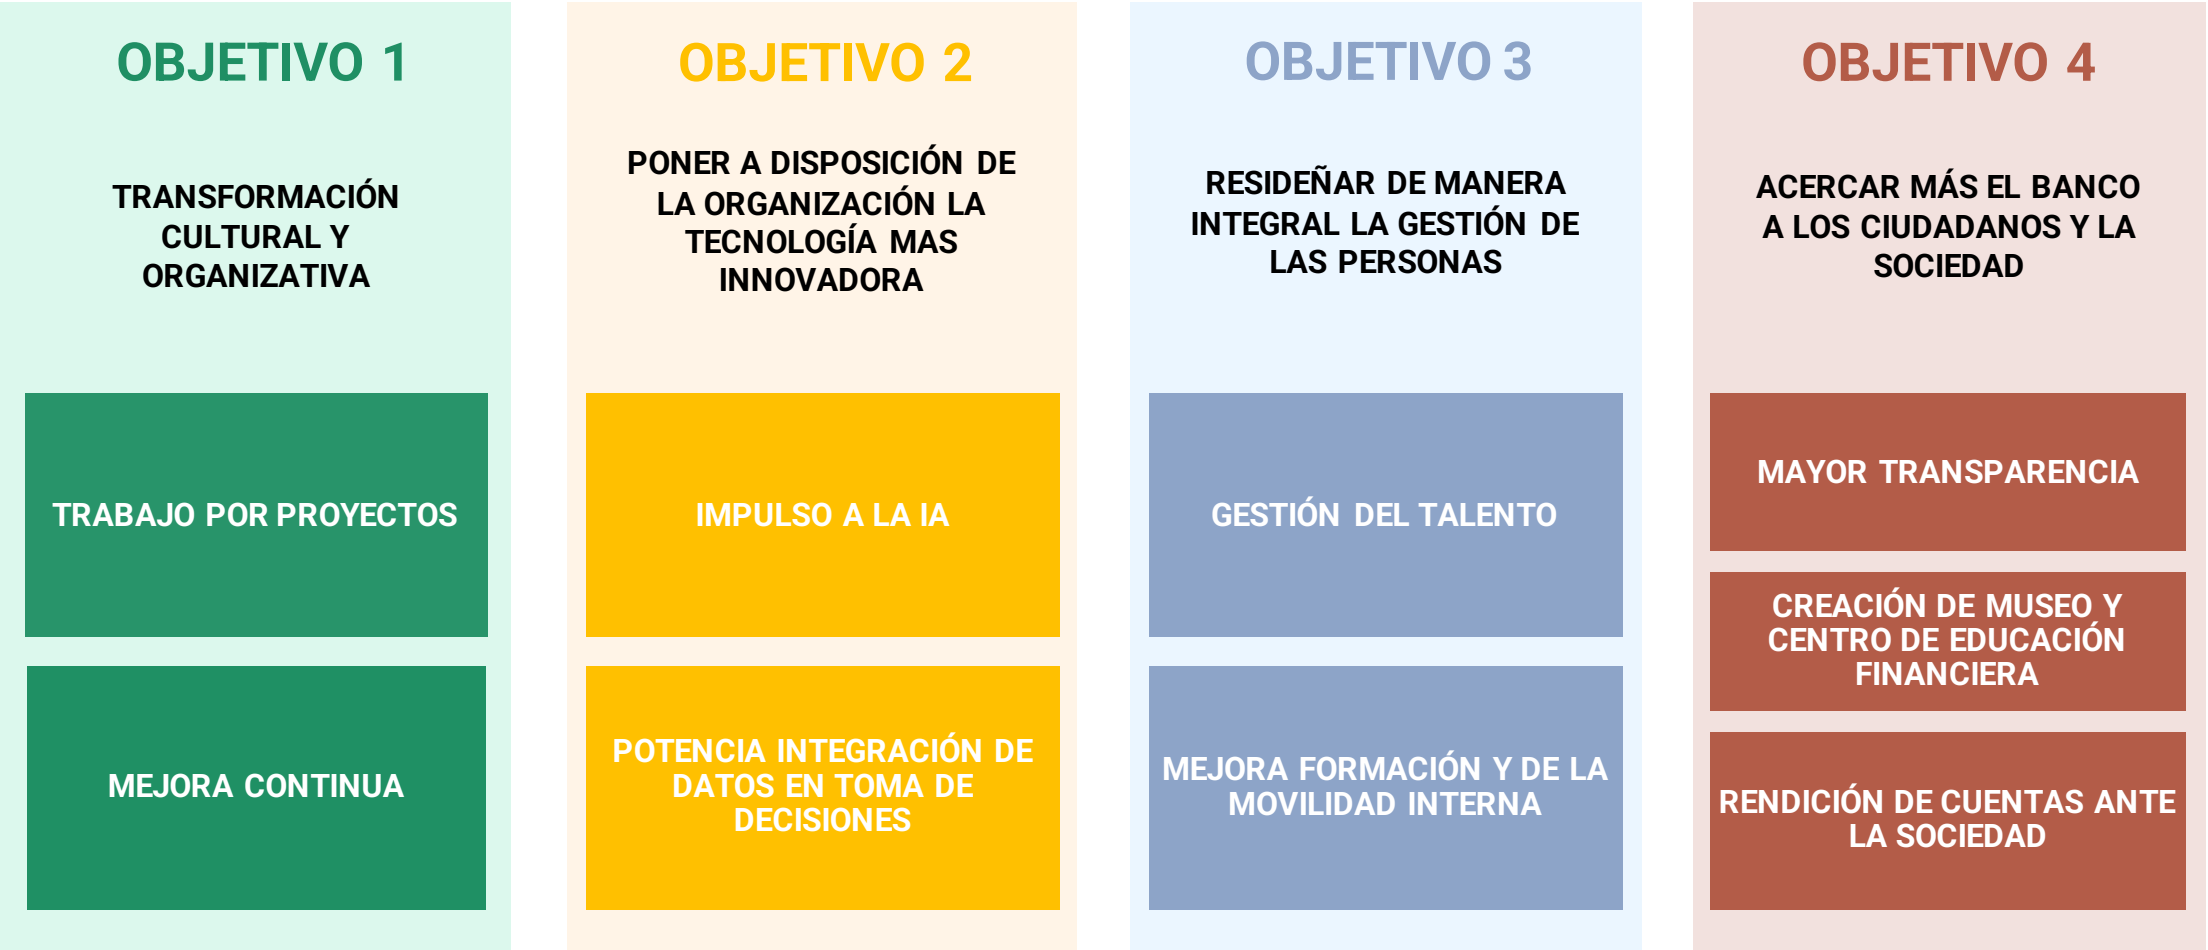 OBJETIVO 1
TRANSFORMACIÓN
CULTURAL Y
ORGANIZATIVA
TRABAJO POR PROYECTOS
MEJORA CONTINUA
OBJETIVO 2
PONER A DISPOSICIÓN DE
LA ORGANIZACIÓN LA
TECNOLOGÍA MAS
INNOVADORA
IMPULSO A LA IA
POTENCIA INTEGRACIÓN DE
DATOS EN TOMA DE
DECISIONES
OBJETIVO 3
RESIDEÑAR DE MANERA
INTEGRAL LA GESTIÓN DE
LAS PERSONAS
GESTIÓN DEL TALENTO
MEJORA FORMACIÓN Y DE LA
MOVILIDAD INTERNA
OBJETIVO 4
ACERCAR MÁS EL BANCO
A LOS CIUDADANOS Y LA
SOCIEDAD
MAYOR TRANSPARENCIA
CREACIÓN DE MUSEO Y
CENTRO DE EDUCACIÓN
FINANCIERA
RENDICIÓN DE CUENTAS ANTE
LA SOCIEDAD